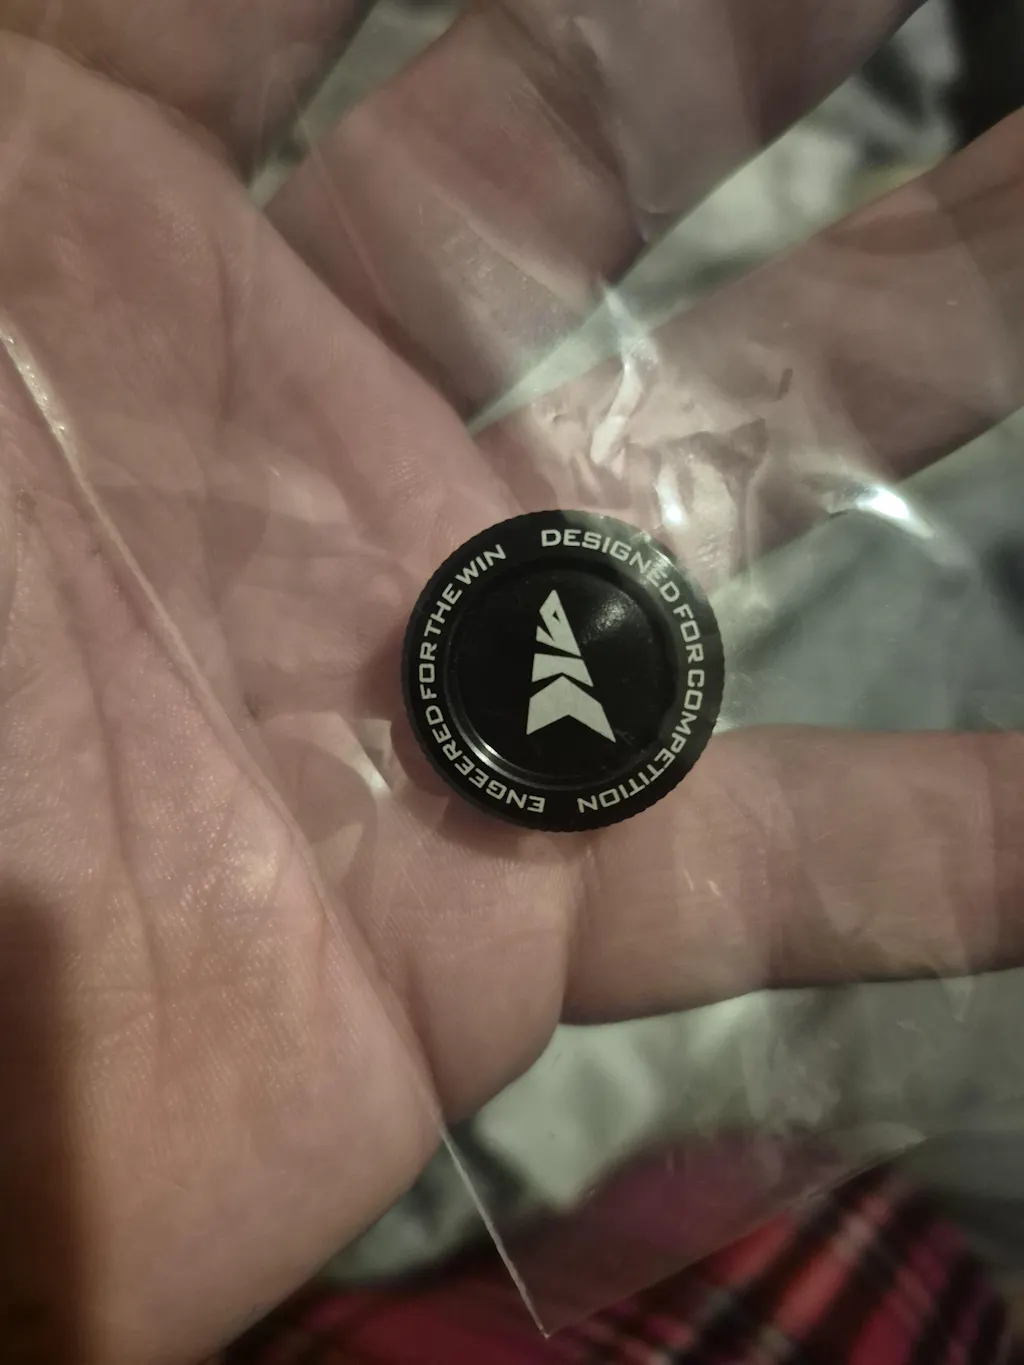 DESIGNED FOR COMPETITION
ENGEERED FOR THE WIN